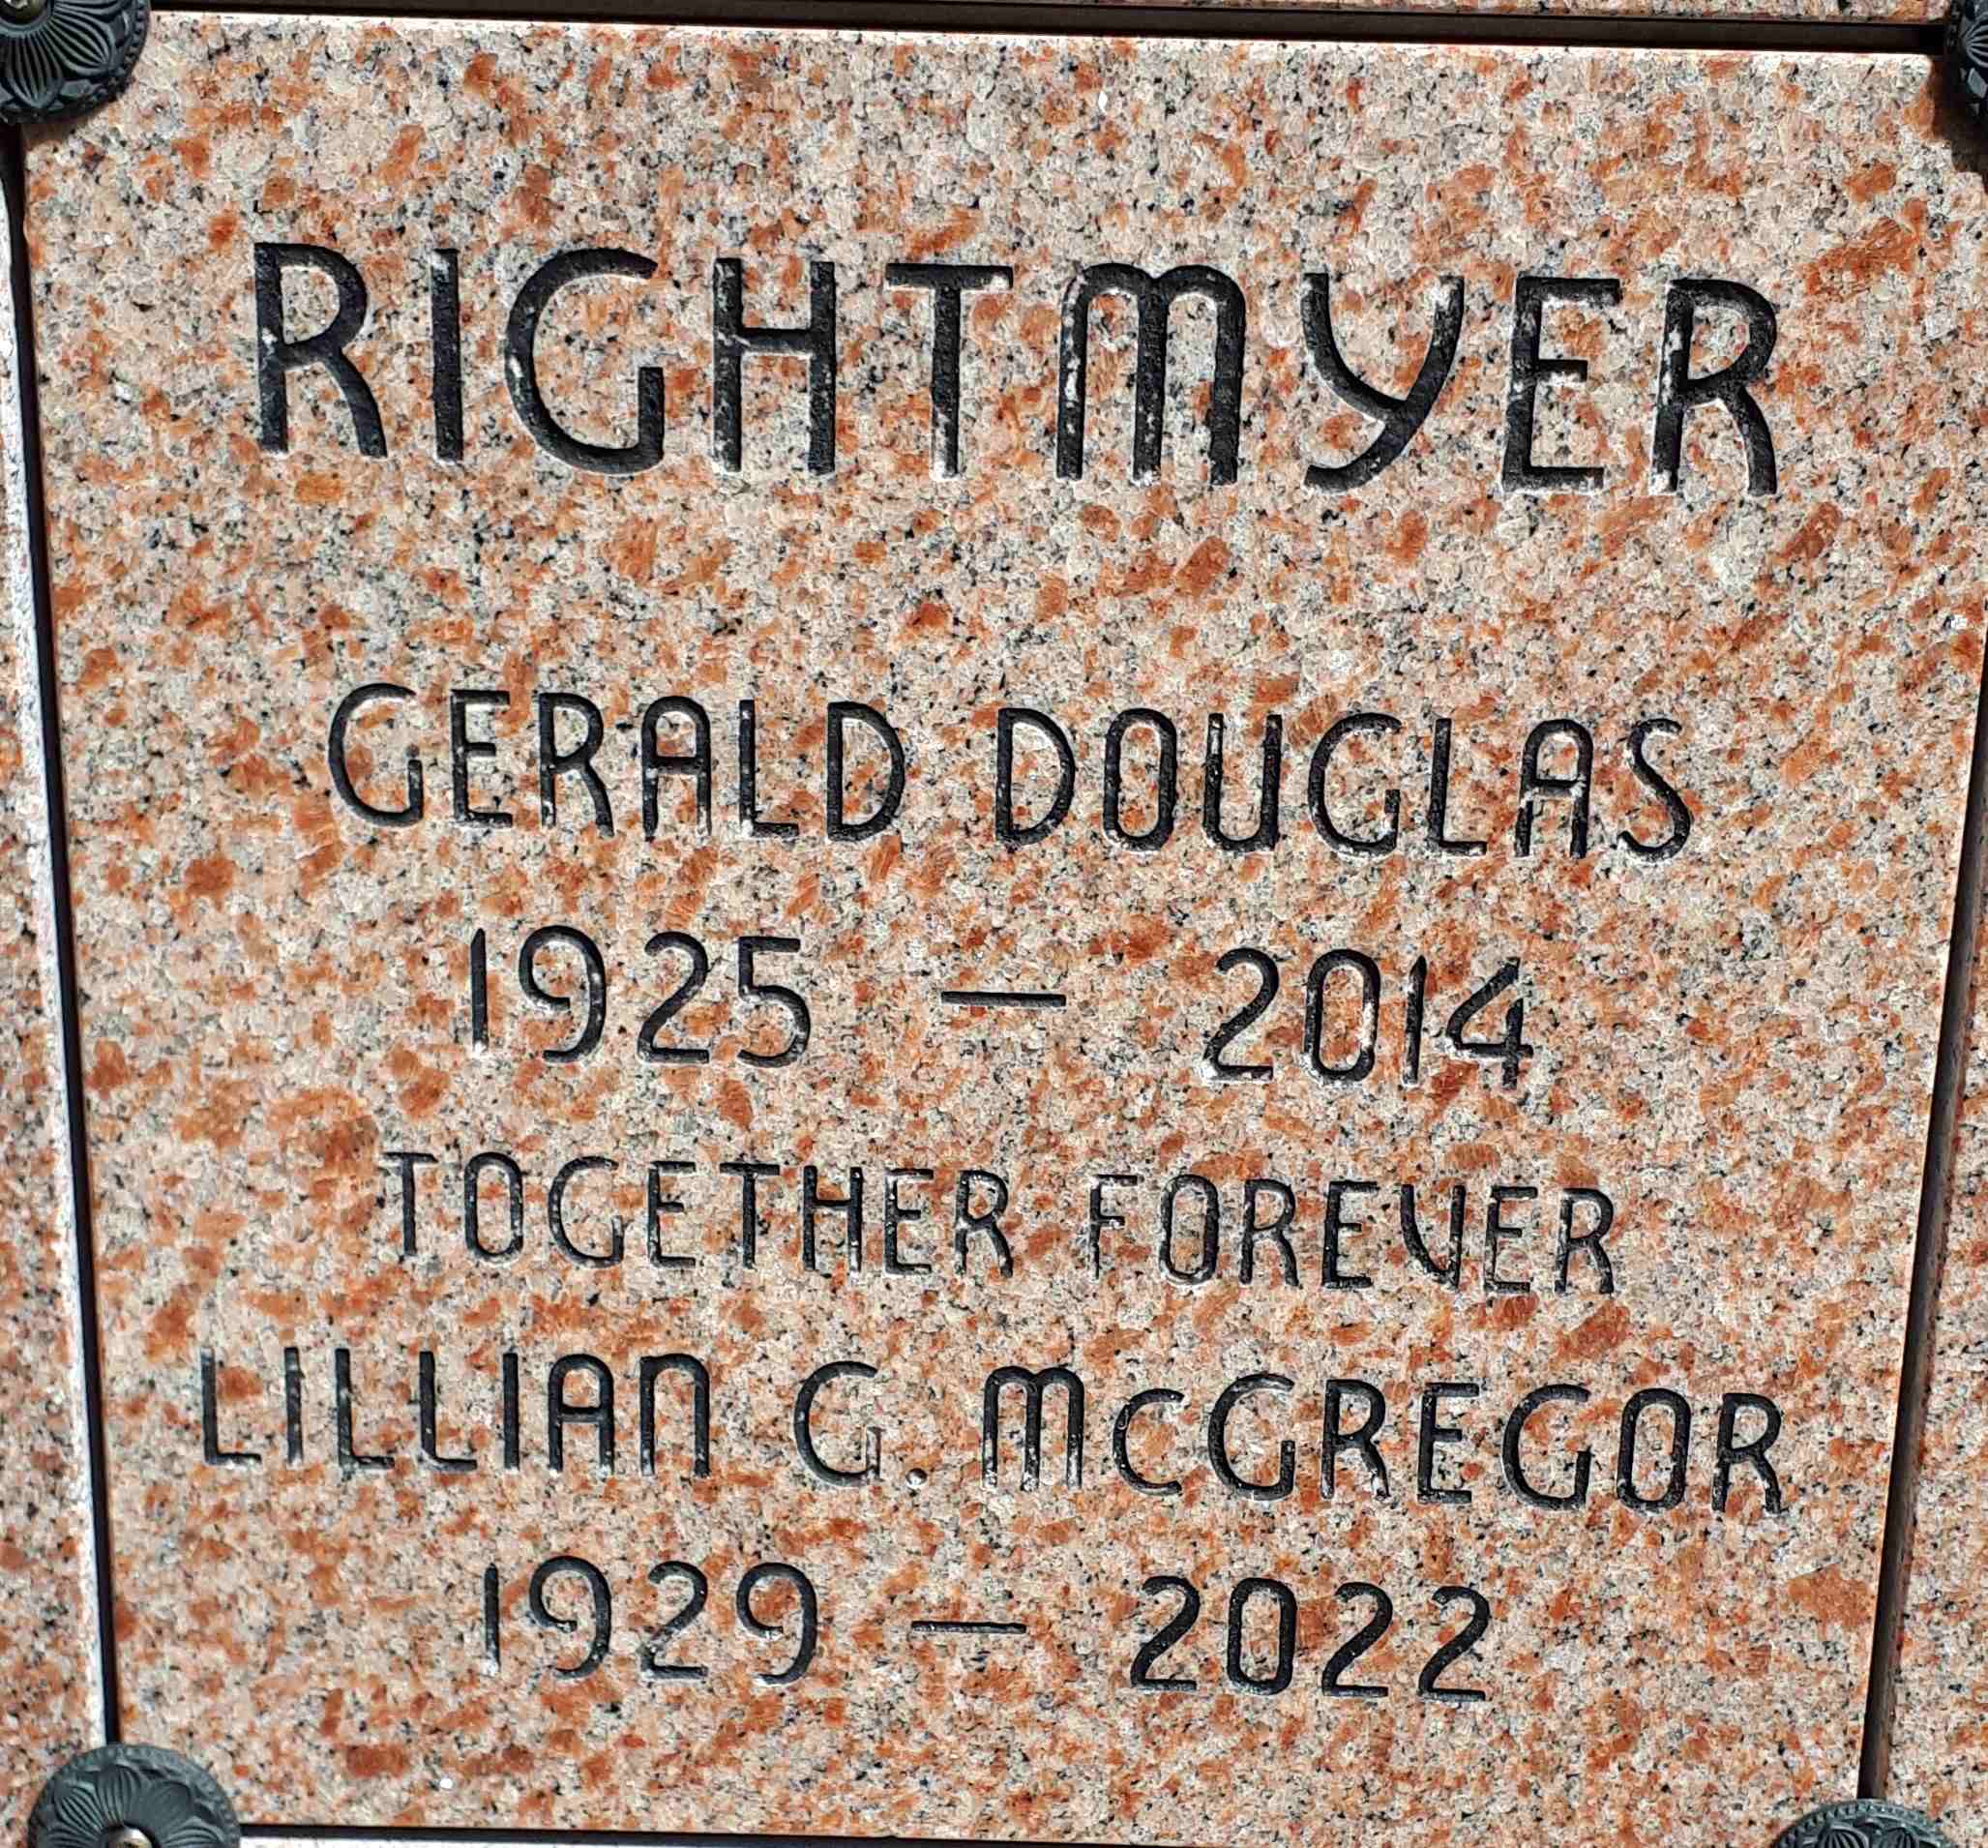 RIGHTMYER
GERALD DOUGLAS
1925 — 2014
TOGETHER FOREVER
LILLIAN G. McGREGOR
1929 — 2022